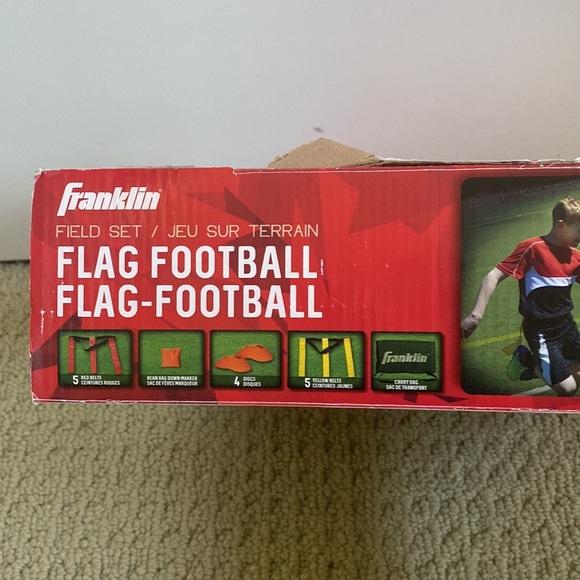 Franklin
FIELD SET / JEU SUR TERRAIN
FLAG FOOTBALL
FLAG-FOOTBALL
5 RED BELTS
CEINTURES ROUGES
BEAN BAG DOWN MARKER
SAC DE FÈVES MARQUEUR
4 DISCS
DISQUES
5 YELLOW BELTS
CEINTURES JAUNES
Franklin
CARRY BAG
SAC DE TRANSPORT